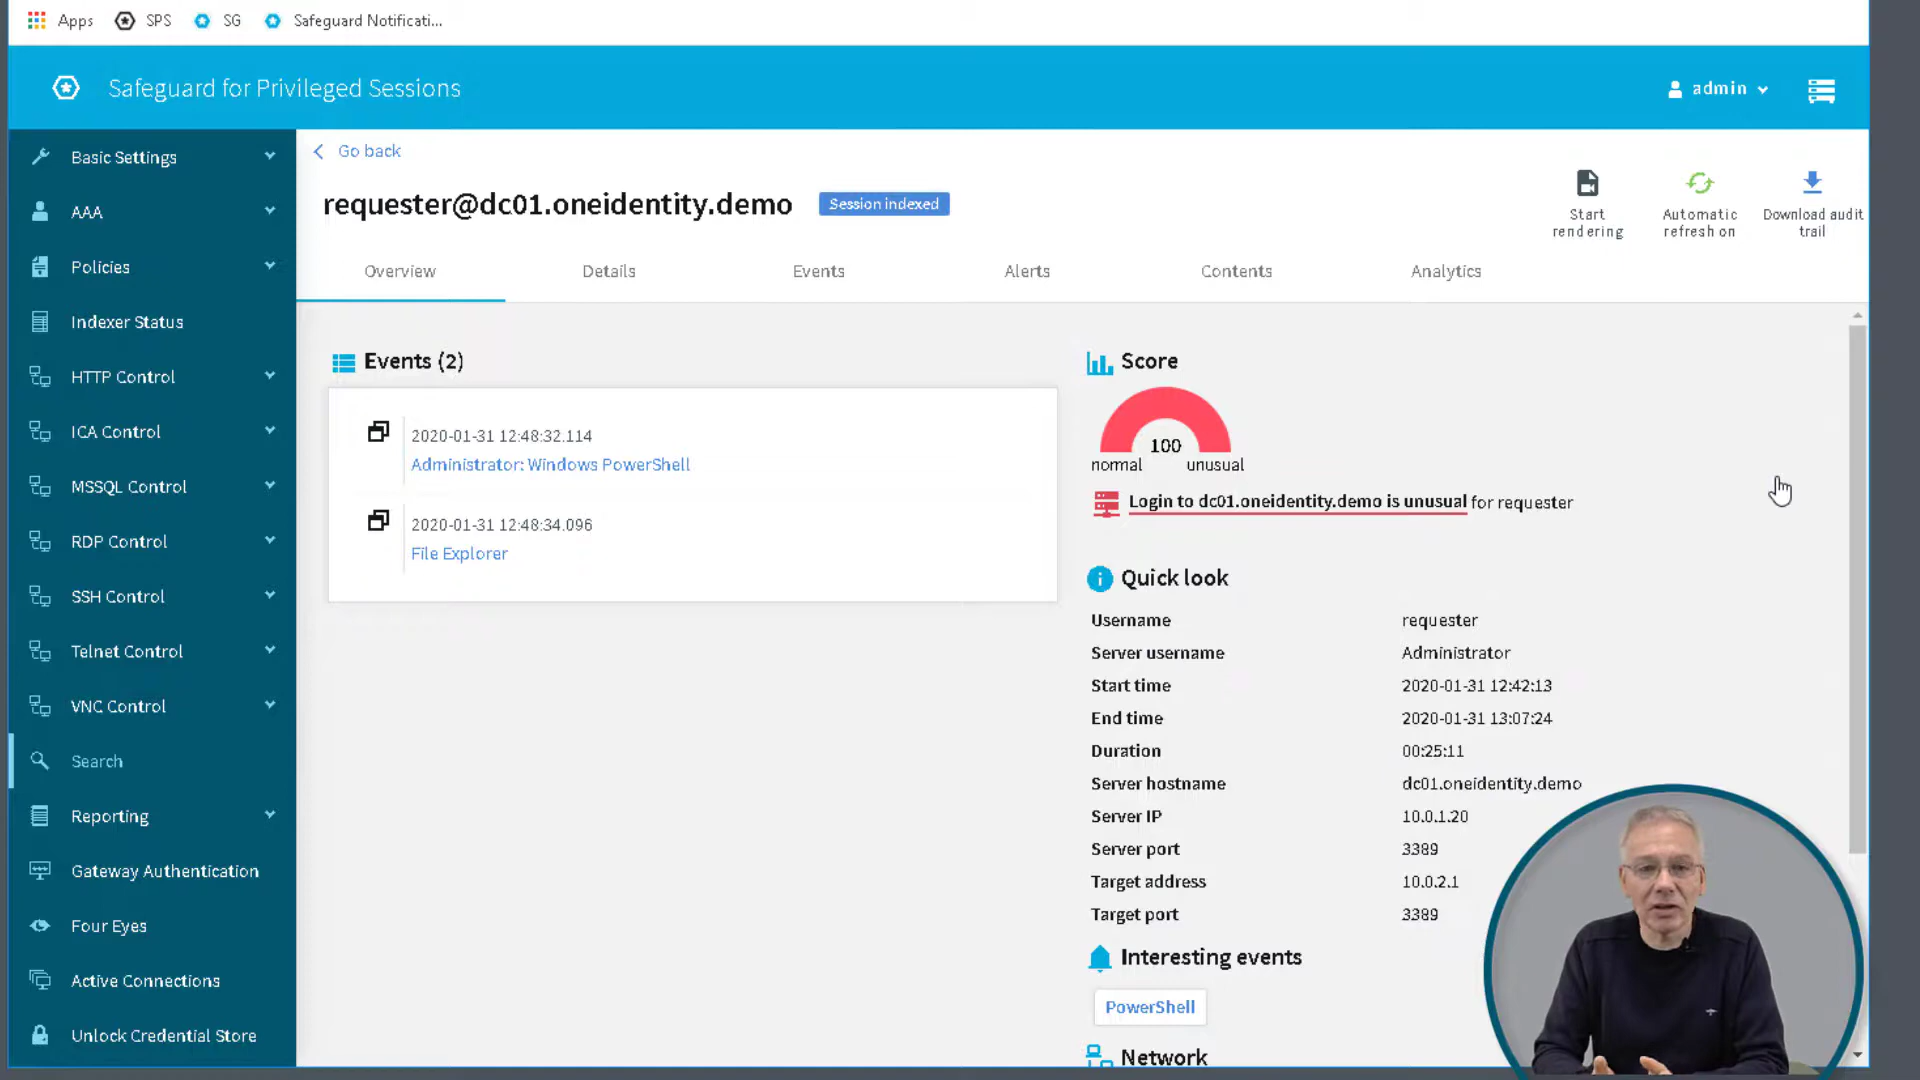 Apps SPS SG Safeguard Notificati...
Safeguard for Privileged Sessions
admin
Basic Settings
AAA
Policies
Indexer Status
HTTP Control
ICA Control
MSSQL Control
RDP Control
SSH Control
Telnet Control
VNC Control
Search
Reporting
Gateway Authentication
Four Eyes
Active Connections
Unlock Credential Store
Go back
requester@dc01.oneidentity.demo Session indexed
Start
rendering
Automatic
refresh on
Download audit
trail
Overview Details Events Alerts Contents Analytics
Events (2)
2020-01-31 12:48:32.114
Administrator: Windows PowerShell
2020-01-31 12:48:34.096
File Explorer
Score
100
normal unusual
Login to dc01.oneidentity.demo is unusual for requester
Quick look
Username requester
Server username Administrator
Start time 2020-01-31 12:42:13
End time 2020-01-31 13:07:24
Duration 00:25:11
Server hostname dc01.oneidentity.demo
Server IP 10.0.1.20
Server port 3389
Target address 10.0.2.1
Target port 3389
Interesting events
PowerShell
Network